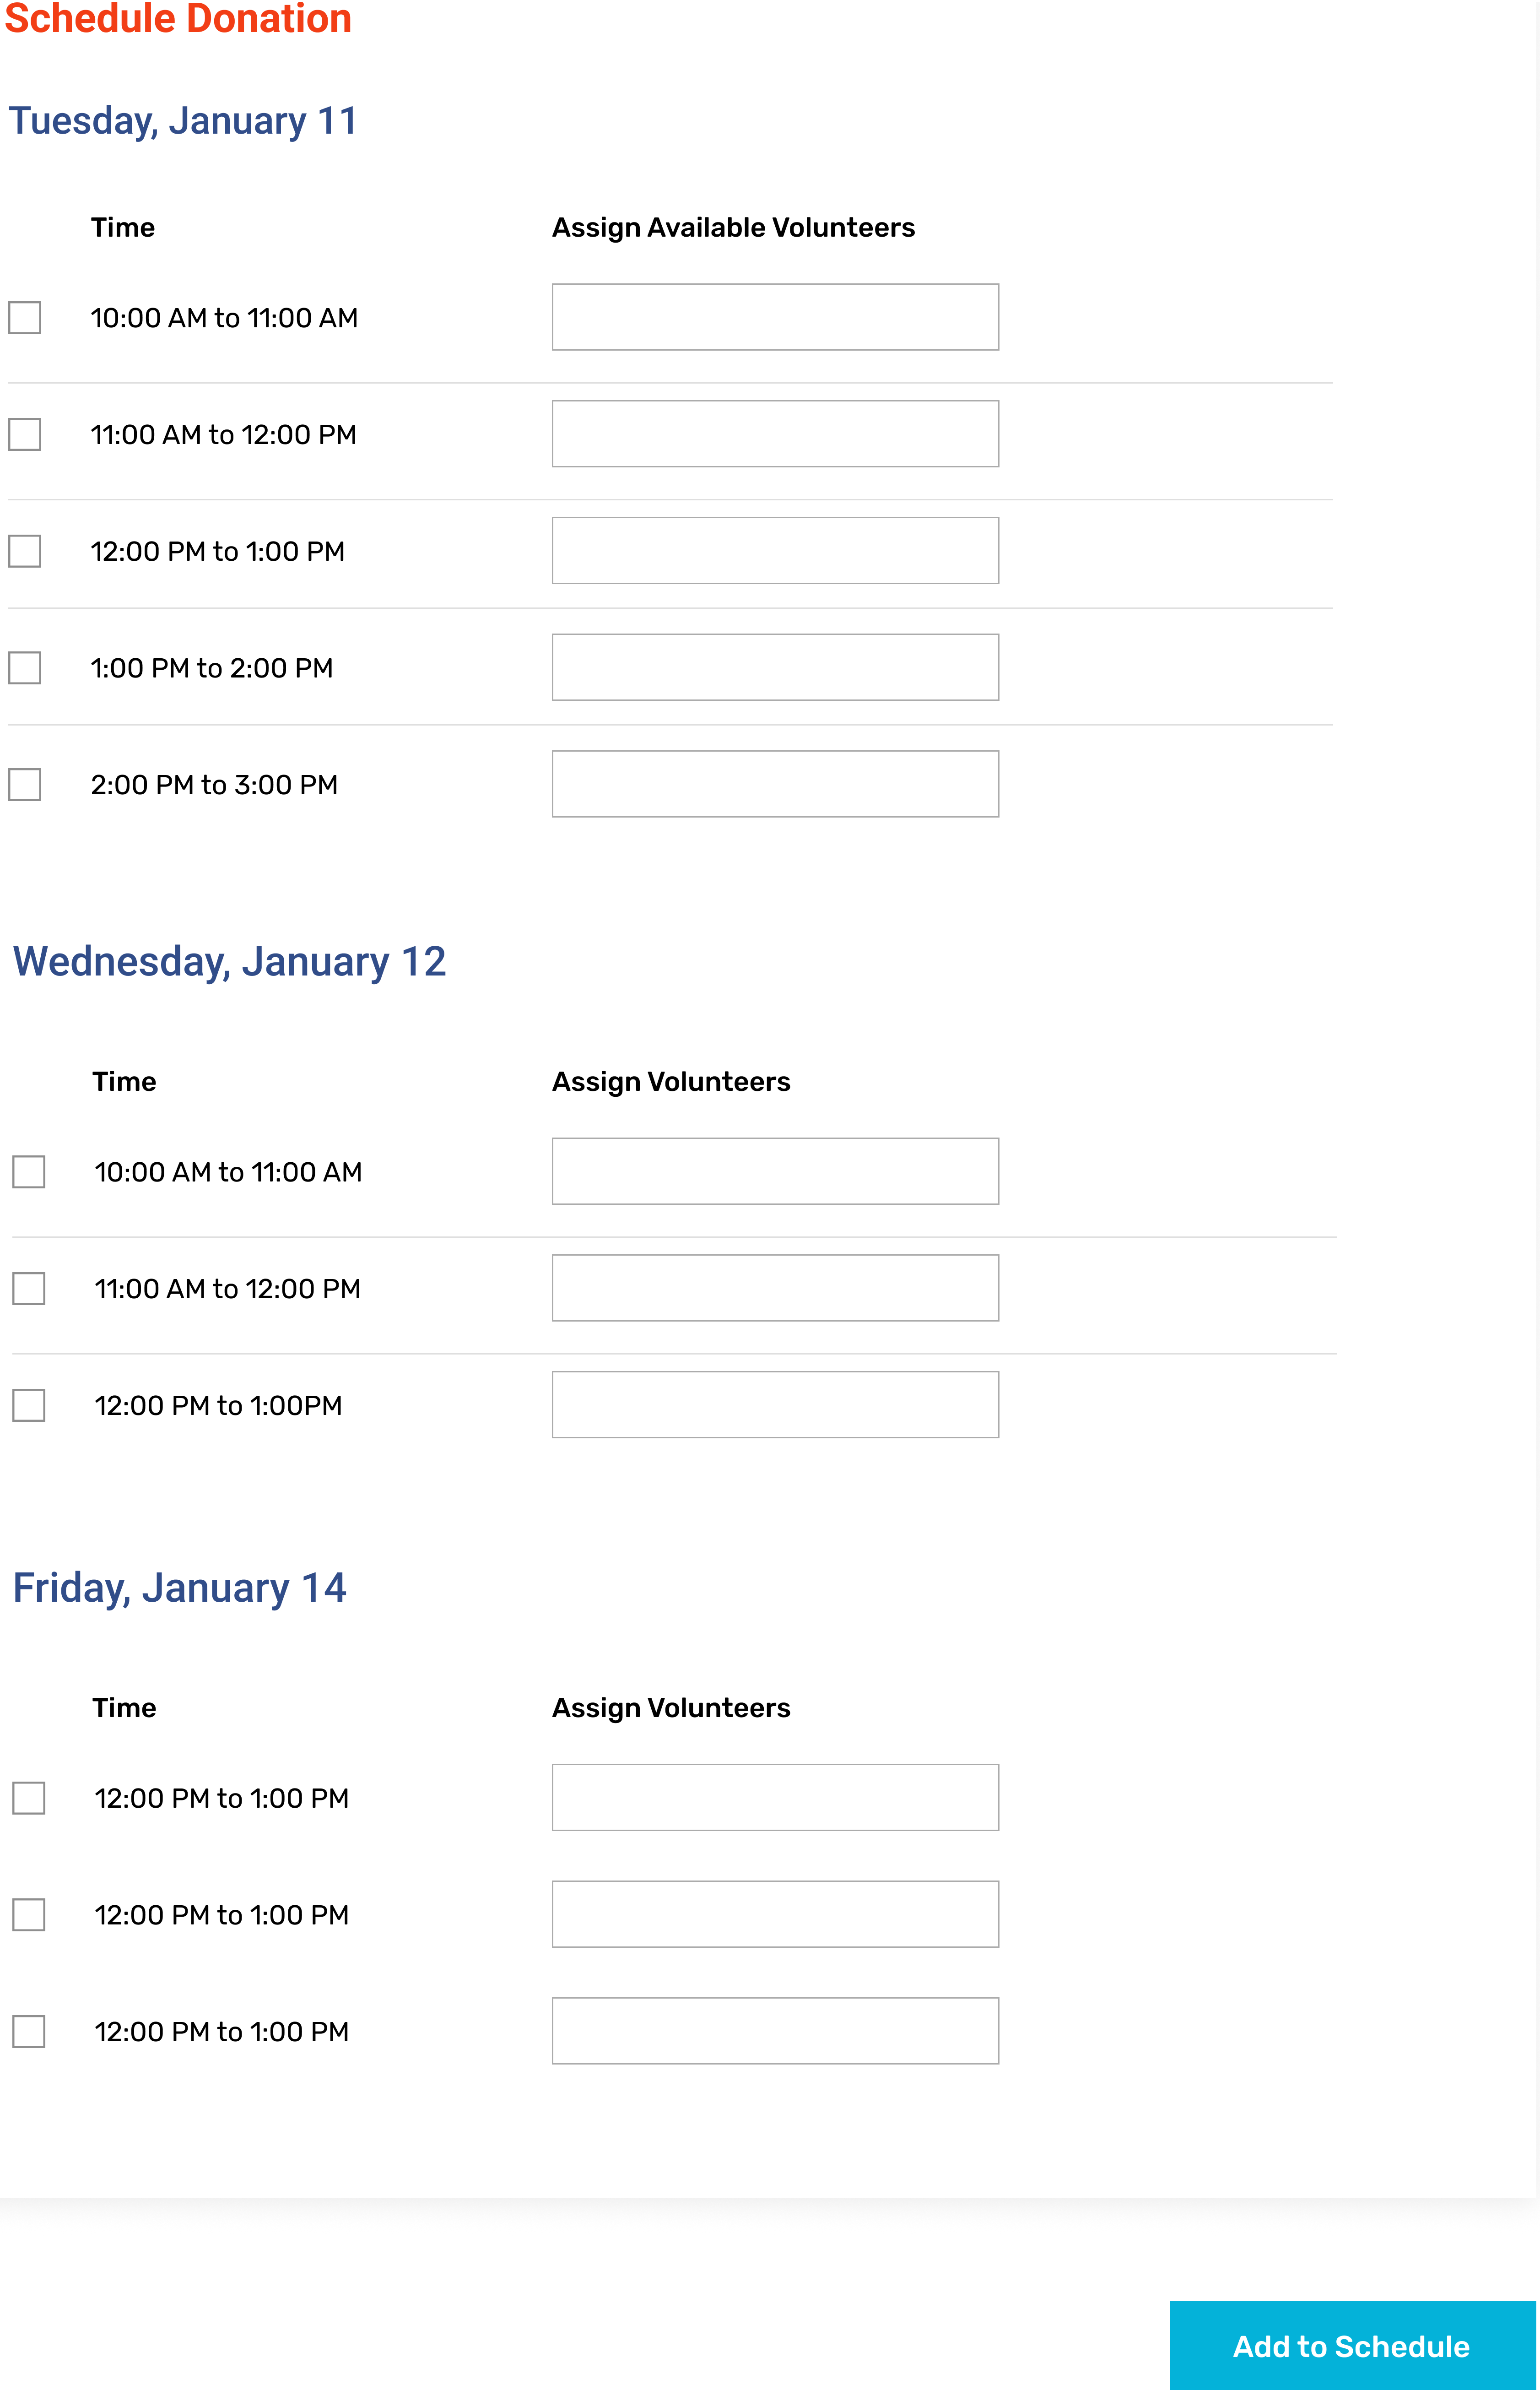 Schedule Donation
Tuesday, January 11
Time Assign Available Volunteers
10:00 AM to 11:00 AM
11:00 AM to 12:00 PM
12:00 PM to 1:00 PM
1:00 PM to 2:00 PM
2:00 PM to 3:00 PM
Wednesday, January 12
Time Assign Volunteers
10:00 AM to 11:00 AM
11:00 AM to 12:00 PM
12:00 PM to 1:00PM
Friday, January 14
Time Assign Volunteers
12:00 PM to 1:00 PM
12:00 PM to 1:00 PM
12:00 PM to 1:00 PM
Add to Schedule